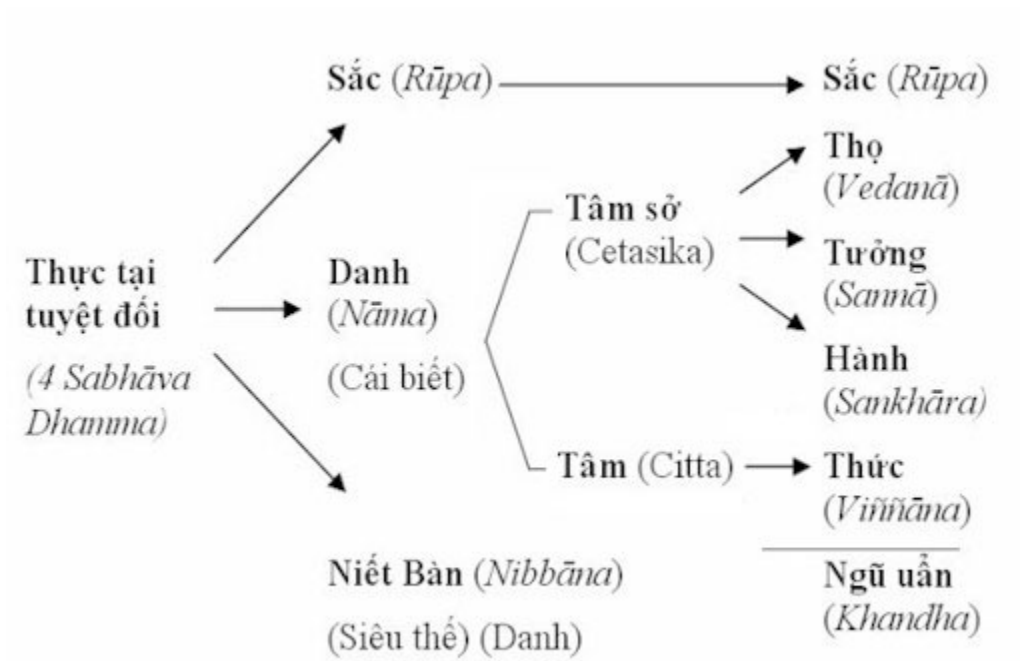 Sắc (Rūpa)
Sắc (Rūpa)
Thọ
(Vedanā)
Tâm sở
(Cetasika)
Tưởng
(Sannā)
Thực tại
tuyệt đối
(4 Sabhāva
Dhamma)
Danh
(Nāma)
(Cái biết)
Hành
(Sankhāra)
Tâm (Citta)
Thức
(Viññāna)
Niết Bàn (Nibbāna)
(Siêu thế) (Danh)
Ngũ uẩn
(Khandha)